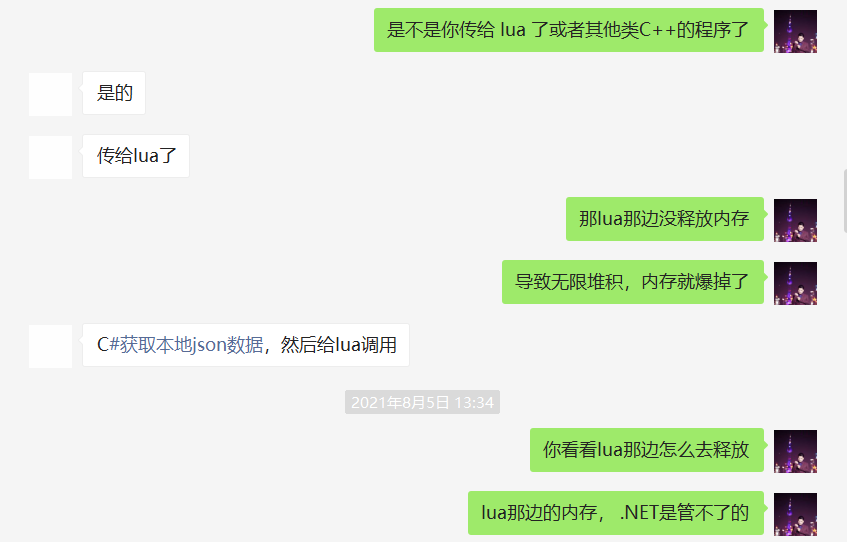 是不是你传给 lua 了或者其他类C++的程序了
是的
传给lua了
那lua那边没释放内存
导致无限堆积，内存就爆掉了
C#获取本地json数据，然后给lua调用
2021年8月5日 13:34
你看看lua那边怎么去释放
lua那边的内存， .NET是管不了的